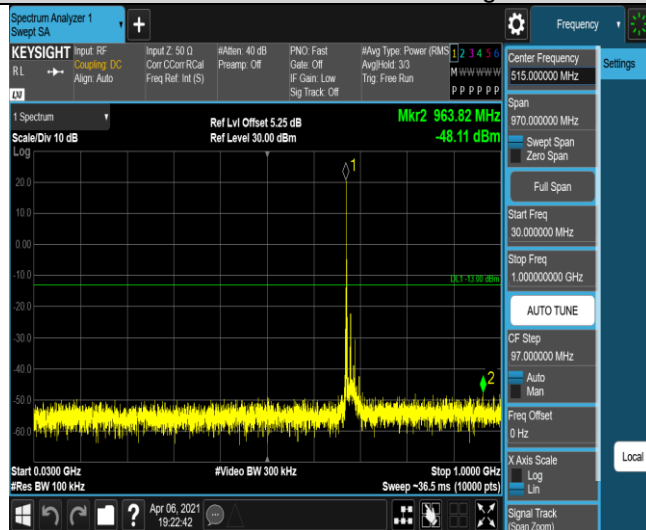 Spectrum Analyzer 1
Swept SA
+
Frequency
KEYSIGHT
RL
LXI
Input: RF
Coupling: DC
Align: Auto
Input Z: 50 Ω
Corr CCorr RCal
Freq Ref: Int (S)
#Atten: 40 dB
Preamp: Off
PNO: Fast
Gate: Off
IF Gain: Low
Sig Track: Off
#Avg Type: Power (RMS
Avg|Hold: 3/3
Trig: Free Run
1 2 3 4 5 6
M W W W W W
P P P P P P
1 Spectrum
Scale/Div 10 dB
Log
Ref Lvl Offset 5.25 dB
Ref Level 30.00 dBm
Mkr2 963.82 MHz
-48.11 dBm
20.0
10.0
0.00
-10.0
-20.0
-30.0
-40.0
-50.0
-60.0
1
DL1 -13.00 dBm
2
Start 0.0300 GHz
#Res BW 100 kHz
#Video BW 300 kHz
Stop 1.0000 GHz
Sweep ~36.5 ms (10000 pts)
Center Frequency
515.000000 MHz
Settings
Span
970.000000 MHz
Swept Span
Zero Span
Full Span
Start Freq
30.000000 MHz
Stop Freq
1.000000000 GHz
AUTO TUNE
CF Step
97.000000 MHz
Auto
Man
Freq Offset
0 Hz
X Axis Scale
Log
Lin
Local
Signal Track
(Span Zoom)
?
Apr 06, 2021
19:22:42